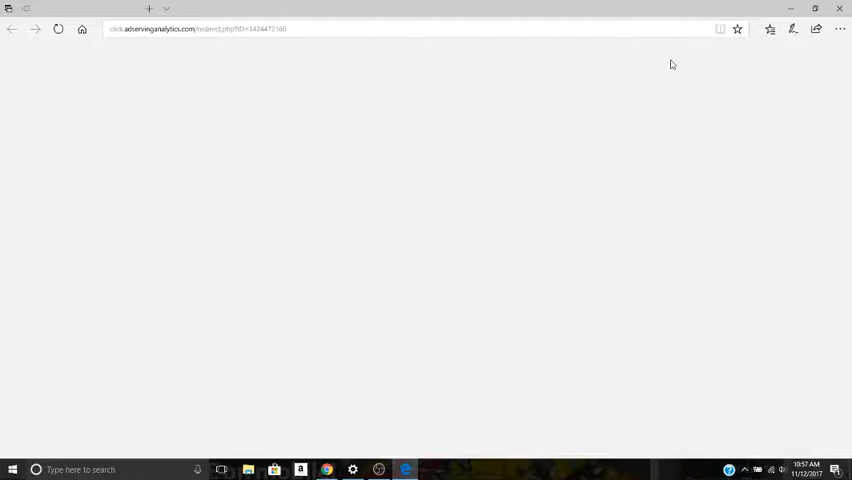 click.adservinganalytics.com/redirect.php?ID=1424472160
Type here to search
a
10:57 AM
11/12/2017